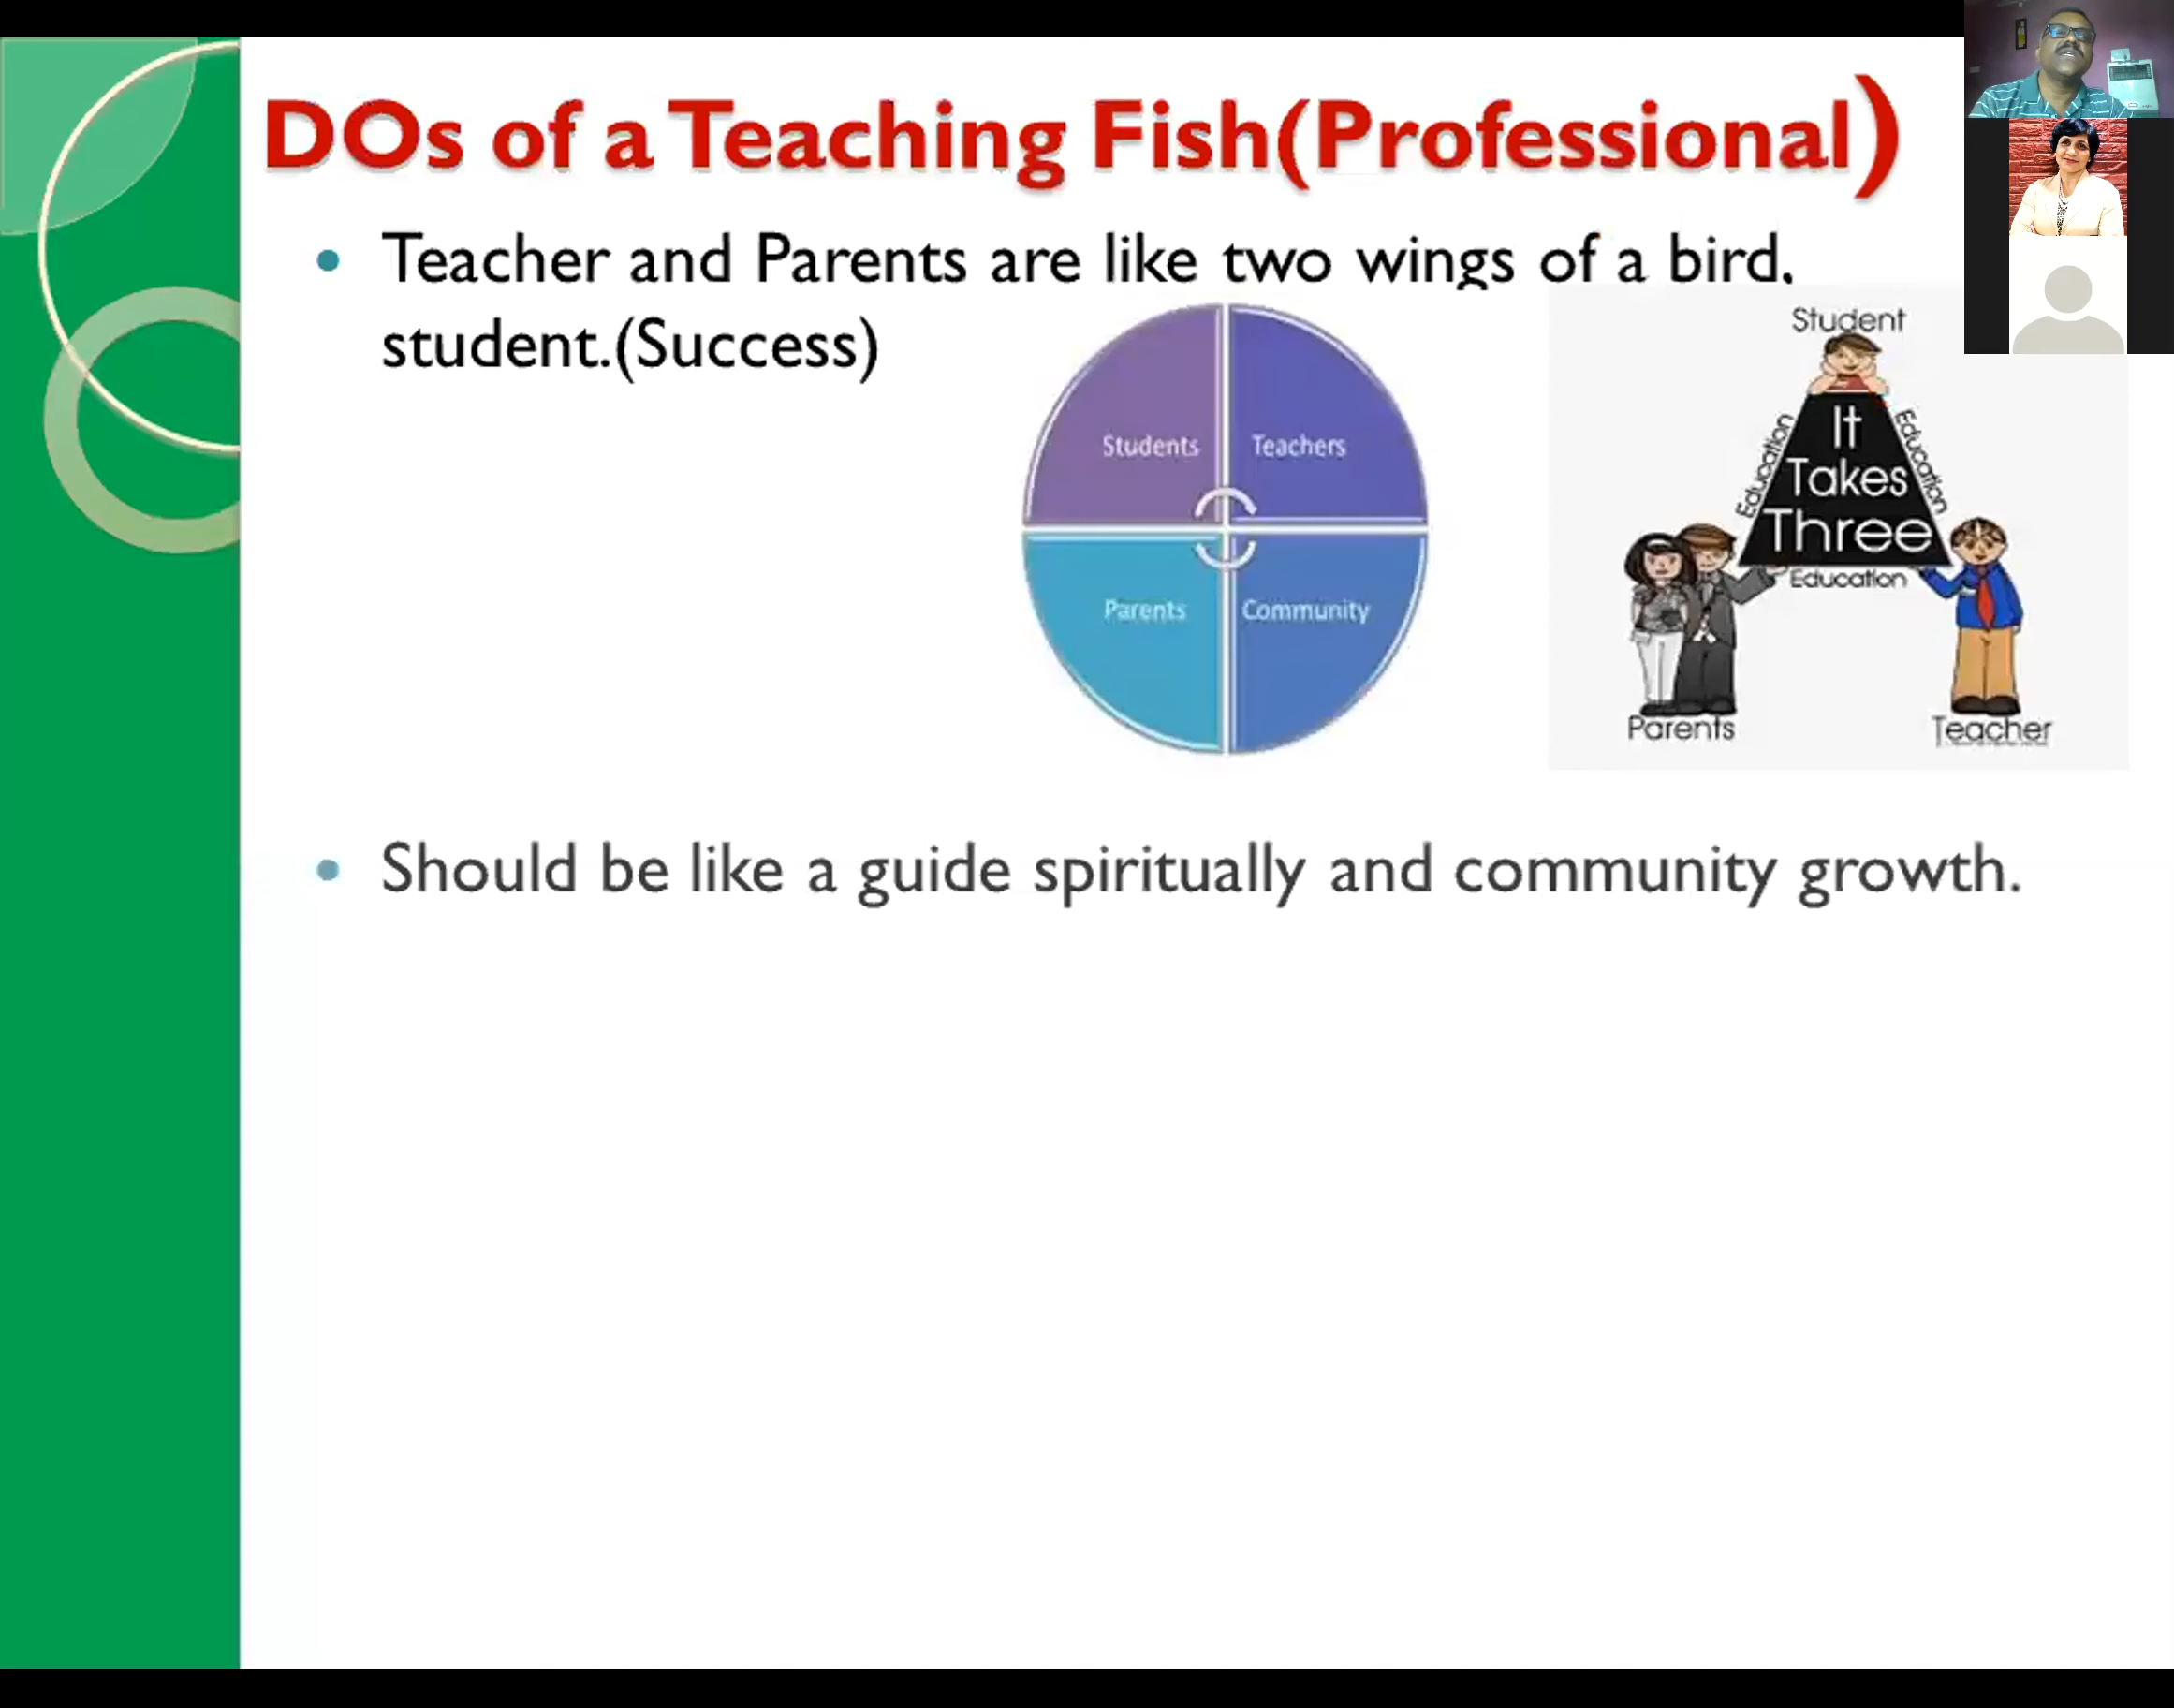 DOs of a Teaching Fish(Professional)
Teacher and Parents are like two wings of a bird,
student.(Success)
Students
Teachers
Parents
Community
Student
Education
Education
It
Takes
Three
Education
Parents
Teacher
Should be like a guide spiritually and community growth.